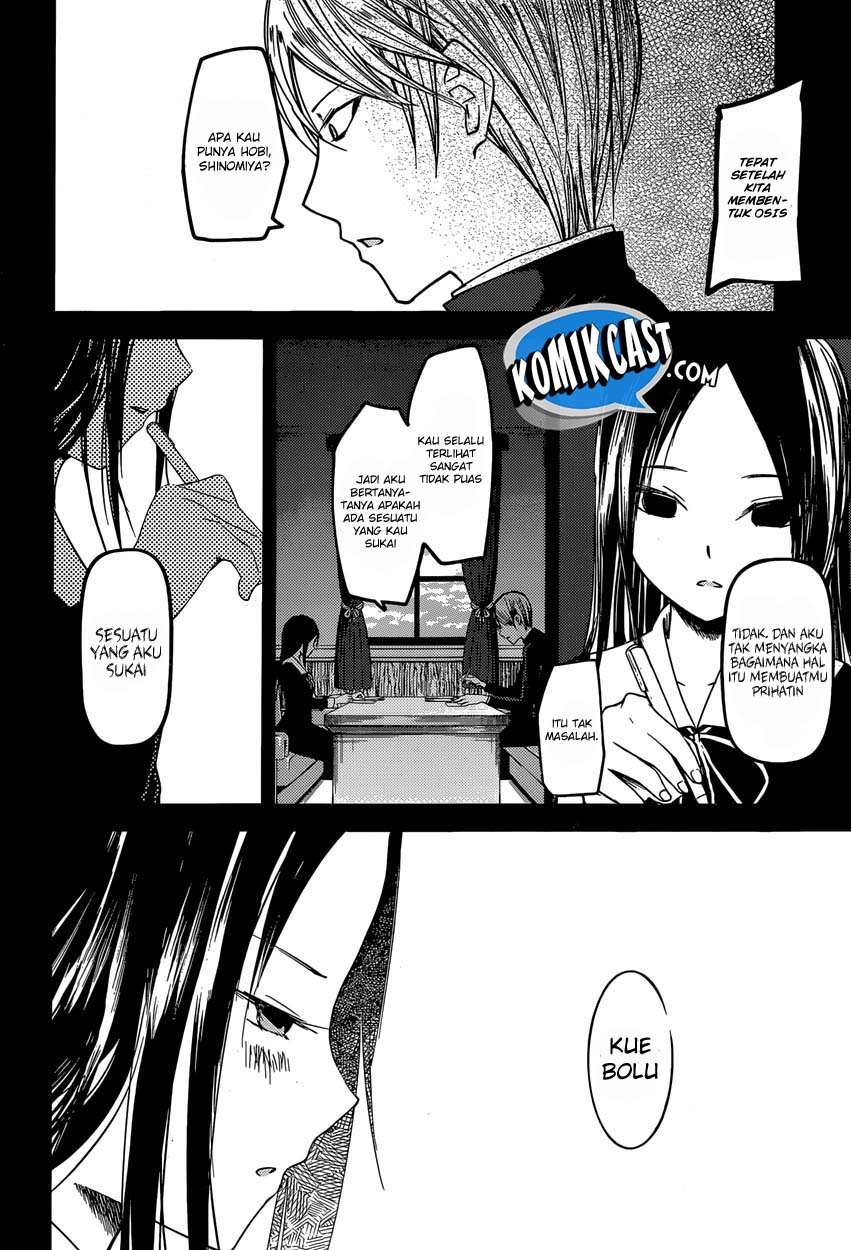 TEPAT
SETELAH
KITA
MEMBEN-
TUK OSIS
APA KAU
PUNYA HOBI,
SHINOMIYA?
KOMIKCAST
.COM
TIDAK. DAN AKU
TAK MENYANGKA
BAGAIMANA HAL
ITU MEMBUATMU
PRIHATIN
ITU TAK
MASALAH.
KAU SELALU
TERLIHAT
SANGAT
TIDAK PUAS
JADI AKU
BERTANYA-
TANYA APAKAH
ADA SESUATU
YANG KAU
SUKAI
SESUATU
YANG AKU
SUKAI
KUE
BOLU